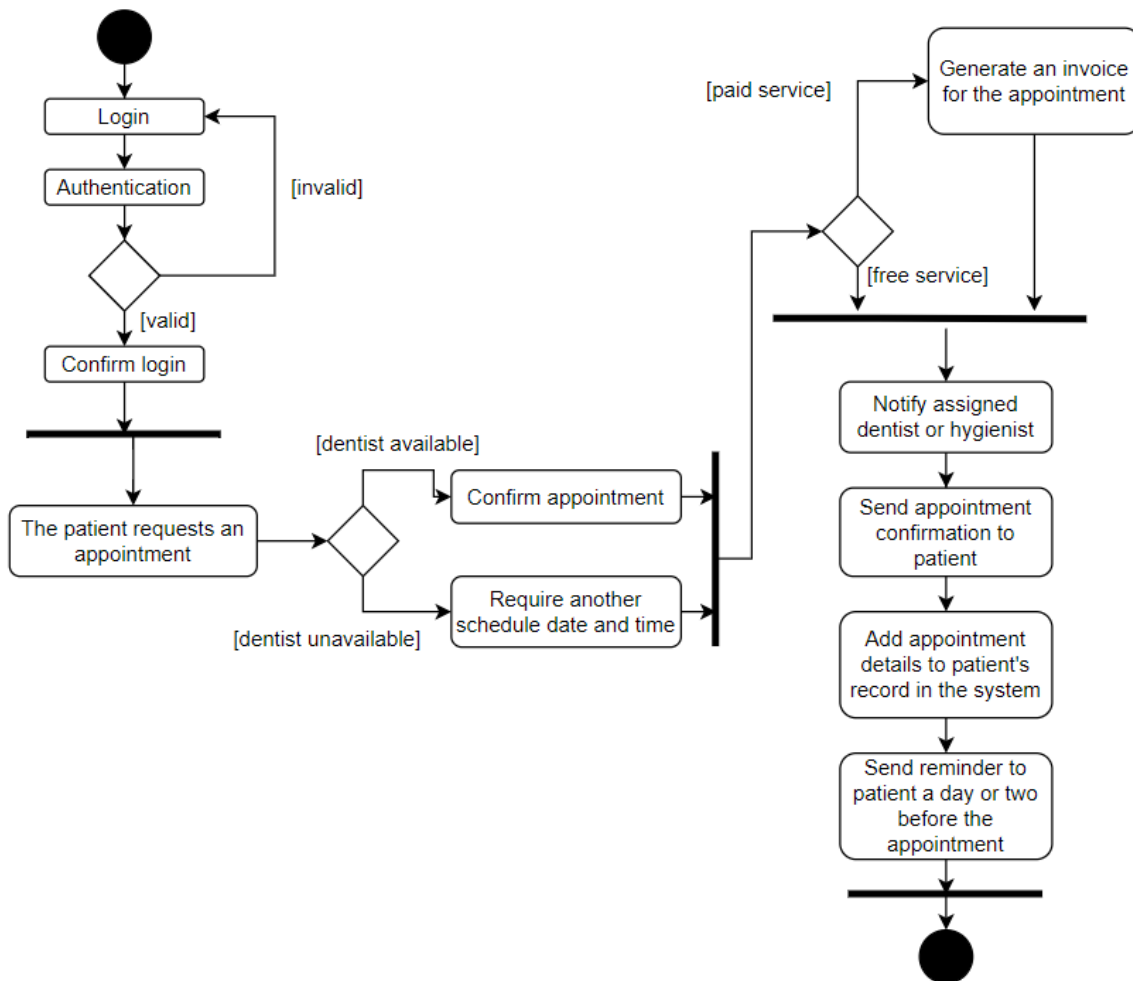 Login
Authentication
[invalid]
[valid]
Confirm login
The patient requests an
appointment
[dentist available]
Confirm appointment
Require another
schedule date and time
[dentist unavailable]
[paid service]
Generate an invoice
for the appointment
[free service]
Notify assigned
dentist or hygienist
Send appointment
confirmation to
patient
Add appointment
details to patient's
record in the system
Send reminder to
patient a day or two
before the
appointment